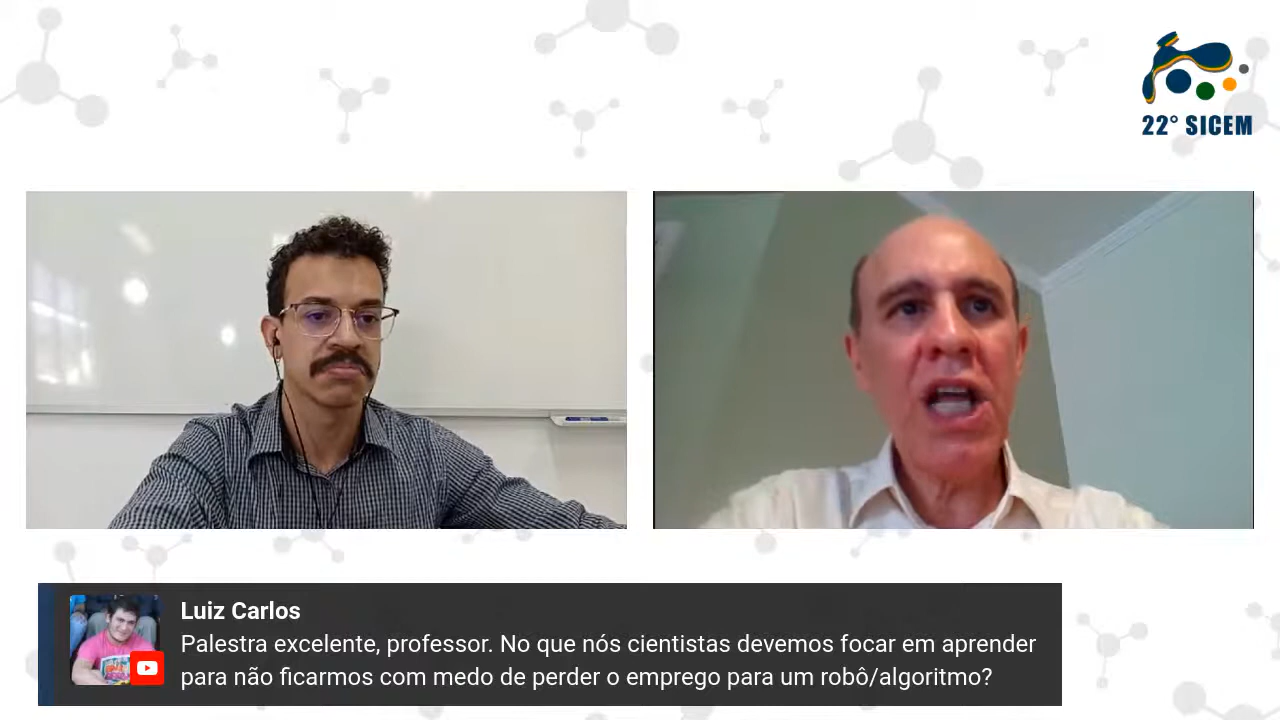 22° SICEM
Luiz Carlos
Palestra excelente, professor. No que nós cientistas devemos focar em aprender
para não ficarmos com medo de perder o emprego para um robô/algoritmo?